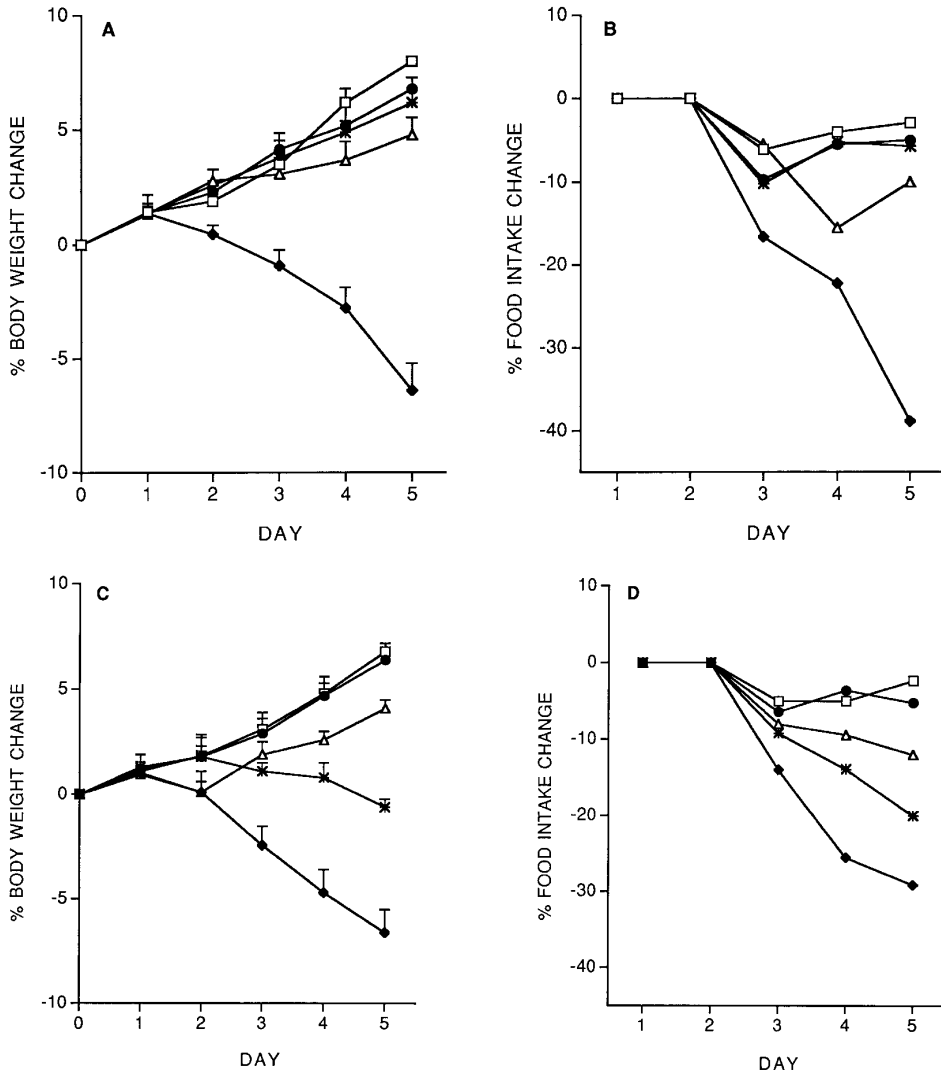 A
% BODY WEIGHT CHANGE
10
5
0
-5
-10
0 1 2 3 4 5
DAY
B
% FOOD INTAKE CHANGE
10
0
-10
-20
-30
-40
1 2 3 4 5
DAY
C
% BODY WEIGHT CHANGE
10
5
0
-5
-10
0 1 2 3 4 5
DAY
D
% FOOD INTAKE CHANGE
10
0
-10
-20
-30
-40
1 2 3 4 5
DAY